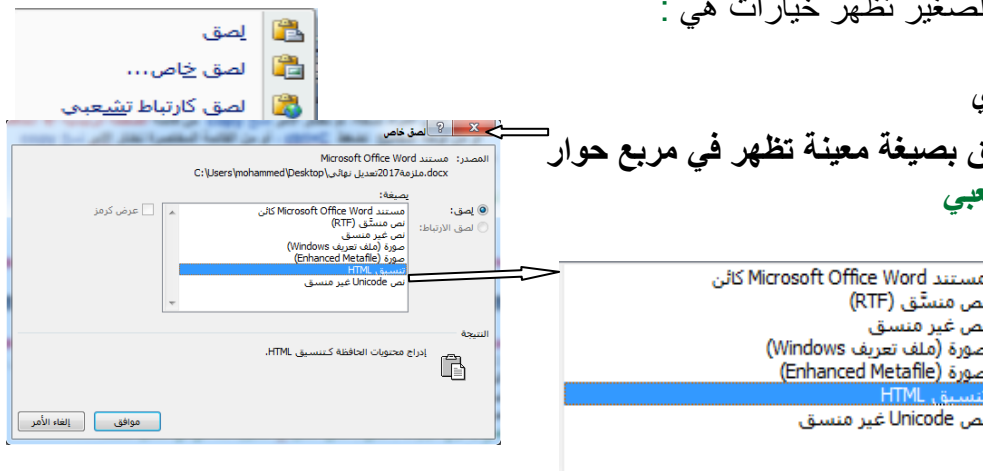 لصغير تظهر خيارات هي :
لصق
لصق خاص...
لصق كارتباط تشعبي
ق بصيغة معينة تظهر في مربع حوار
عبي
لصق خاص
المصدر: مستند Microsoft Office Word
C:\Users\mohammed\Desktop\ملزمة2017تعديل نهائي.docx
بصيغة:
لصق:
لصق الارتباط:
مستند Microsoft Office Word كائن
نص منسَّق (RTF)
نص غير منسق
صورة (ملف تعريف Windows)
صورة (Enhanced Metafile)
تنسيق HTML
نص Unicode غير منسق
عرض كرمز
النتيجة
إدراج محتويات الحافظة كـتنسيق HTML.
موافق
إلغاء الأمر
مستند Microsoft Office Word كائن
نص منسَّق (RTF)
نص غير منسق
صورة (ملف تعريف Windows)
صورة (Enhanced Metafile)
تنسيق HTML
نص Unicode غير منسق